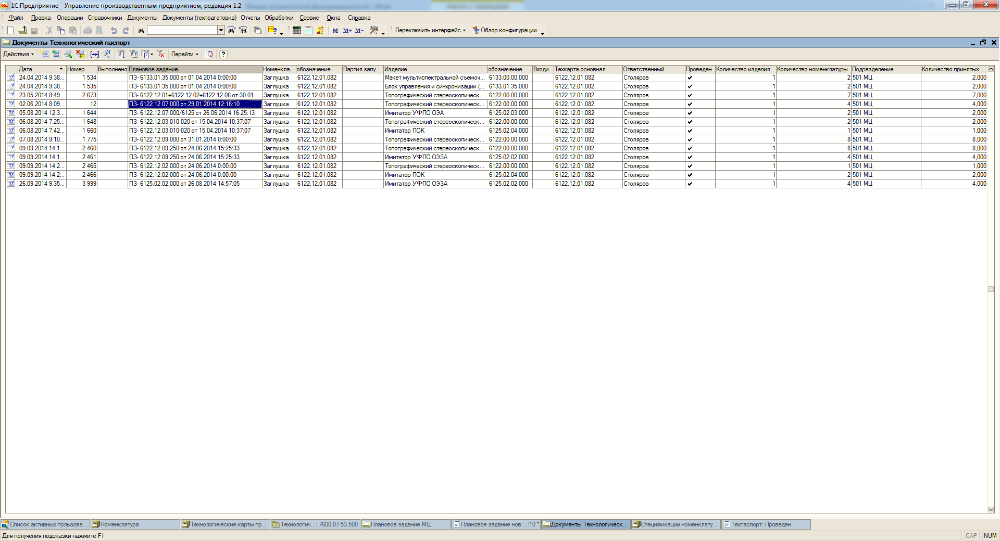 1С:Предприятие - Управление производственным предприятием, редакция 1.2
Файл Правка Операции Справочники Документы Документы (техподготовка) Отчеты Обработки Сервис Окна Справка
M M+ M- Переключить интерфейс Обзор конфигурации
Документы Технологический паспорт
Действия Перейти
Дата Номер Выполнено Плановое задание Номенкла... обозначение Партия запу... Изделие обозначение Входи... Техкарта основная Ответственный Проведен Количество изделия Количество номенклатуры Подразделение Количество принятых
24.04.2014 9:38... 1 534 ПЗ- 6133.01.35.000 от 01.04.2014 0:00:00 Заглушка 6122.12.01.082 Макет мультиспектральной съемоч... 6133.00.00.000 6122.12.01.082 Столяров 1 2 501 МЦ 2,000
24.04.2014 9:38... 1 535 ПЗ- 6133.01.35.000 от 01.04.2014 0:00:00 Заглушка 6122.12.01.082 Блок управления и синхронизации (... 6133.01.35.000 6122.12.01.082 Столяров 1 2 501 МЦ 2,000
23.05.2014 8:49... 2 673 ПЗ- 6122.12.01+6122.12.02+6122.12.06 от 30.01.... Заглушка 6122.12.01.082 Топографический стереоскопическ... 6122.00.00.000 6122.12.01.082 Столяров 1 7 501 МЦ 7,000
02.06.2014 8:09... 12 ПЗ- 6122.12.07.000 от 29.01.2014 12:16:10 Заглушка 6122.12.01.082 Топографический стереоскопическ... 6122.00.00.000 6122.12.01.082 Столяров 1 4 501 МЦ 4,000
05.08.2014 12:3... 1 644 ПЗ- 6122.12.07.000/6125 от 26.06.2014 16:25:13 Заглушка 6122.12.01.082 Имитатор УФПО ОЭА 6125.02.03.000 6122.12.01.082 Столяров 1 2 501 МЦ 2,000
06.08.2014 7:25... 1 648 ПЗ- 6122.12.03.010-020 от 15.04.2014 10:37:07 Заглушка 6122.12.01.082 Топографический стереоскопическ... 6122.00.00.000 6122.12.01.082 Столяров 1 2 501 МЦ 2,000
06.08.2014 7:42... 1 660 ПЗ- 6122.12.03.010-020 от 15.04.2014 10:37:07 Заглушка 6122.12.01.082 Имитатор ПОК 6125.02.04.000 6122.12.01.082 Столяров 1 1 501 МЦ 1,000
07.08.2014 9:10... 1 775 ПЗ- 6122.12.09.000 от 31.01.2014 0:00:00 Заглушка 6122.12.01.082 Топографический стереоскопическ... 6122.00.00.000 6122.12.01.082 Столяров 1 8 501 МЦ 8,000
09.09.2014 14:1... 2 460 ПЗ- 6122.12.09.250 от 24.06.2014 15:25:33 Заглушка 6122.12.01.082 Топографический стереоскопическ... 6122.00.00.000 6122.12.01.082 Столяров 1 8 501 МЦ 8,000
09.09.2014 14:1... 2 461 ПЗ- 6122.12.09.250 от 24.06.2014 15:25:33 Заглушка 6122.12.01.082 Имитатор УФПО ОЭЗА 6125.02.02.000 6122.12.01.082 Столяров 1 4 501 МЦ 4,000
09.09.2014 14:2... 2 465 ПЗ- 6122.12.02.000 от 24.06.2014 0:00:00 Заглушка 6122.12.01.082 Топографический стереоскопическ... 6122.00.00.000 6122.12.01.082 Столяров 1 1 501 МЦ 1,000
09.09.2014 14:2... 2 466 ПЗ- 6122.12.02.000 от 24.06.2014 0:00:00 Заглушка 6122.12.01.082 Имитатор ПОК 6125.02.04.000 6122.12.01.082 Столяров 1 2 501 МЦ 2,000
26.09.2014 9:35... 3 999 ПЗ- 6125.02.02.000 от 26.08.2014 14:57:05 Заглушка 6122.12.01.082 Имитатор УФПО ОЭЗА 6125.02.02.000 6122.12.01.082 Столяров 1 4 501 МЦ 4,000
Список активных пользова... Номенклатура Технологические карты пр... Технологич...: 7600.07.53.500 Плановое задание МЦ Плановое задание нов:...:10 * Документы Технологическ... Спецификации номенклату... Техпаспорт: Проведен
Для получения подсказки нажмите F1 CAP NUM